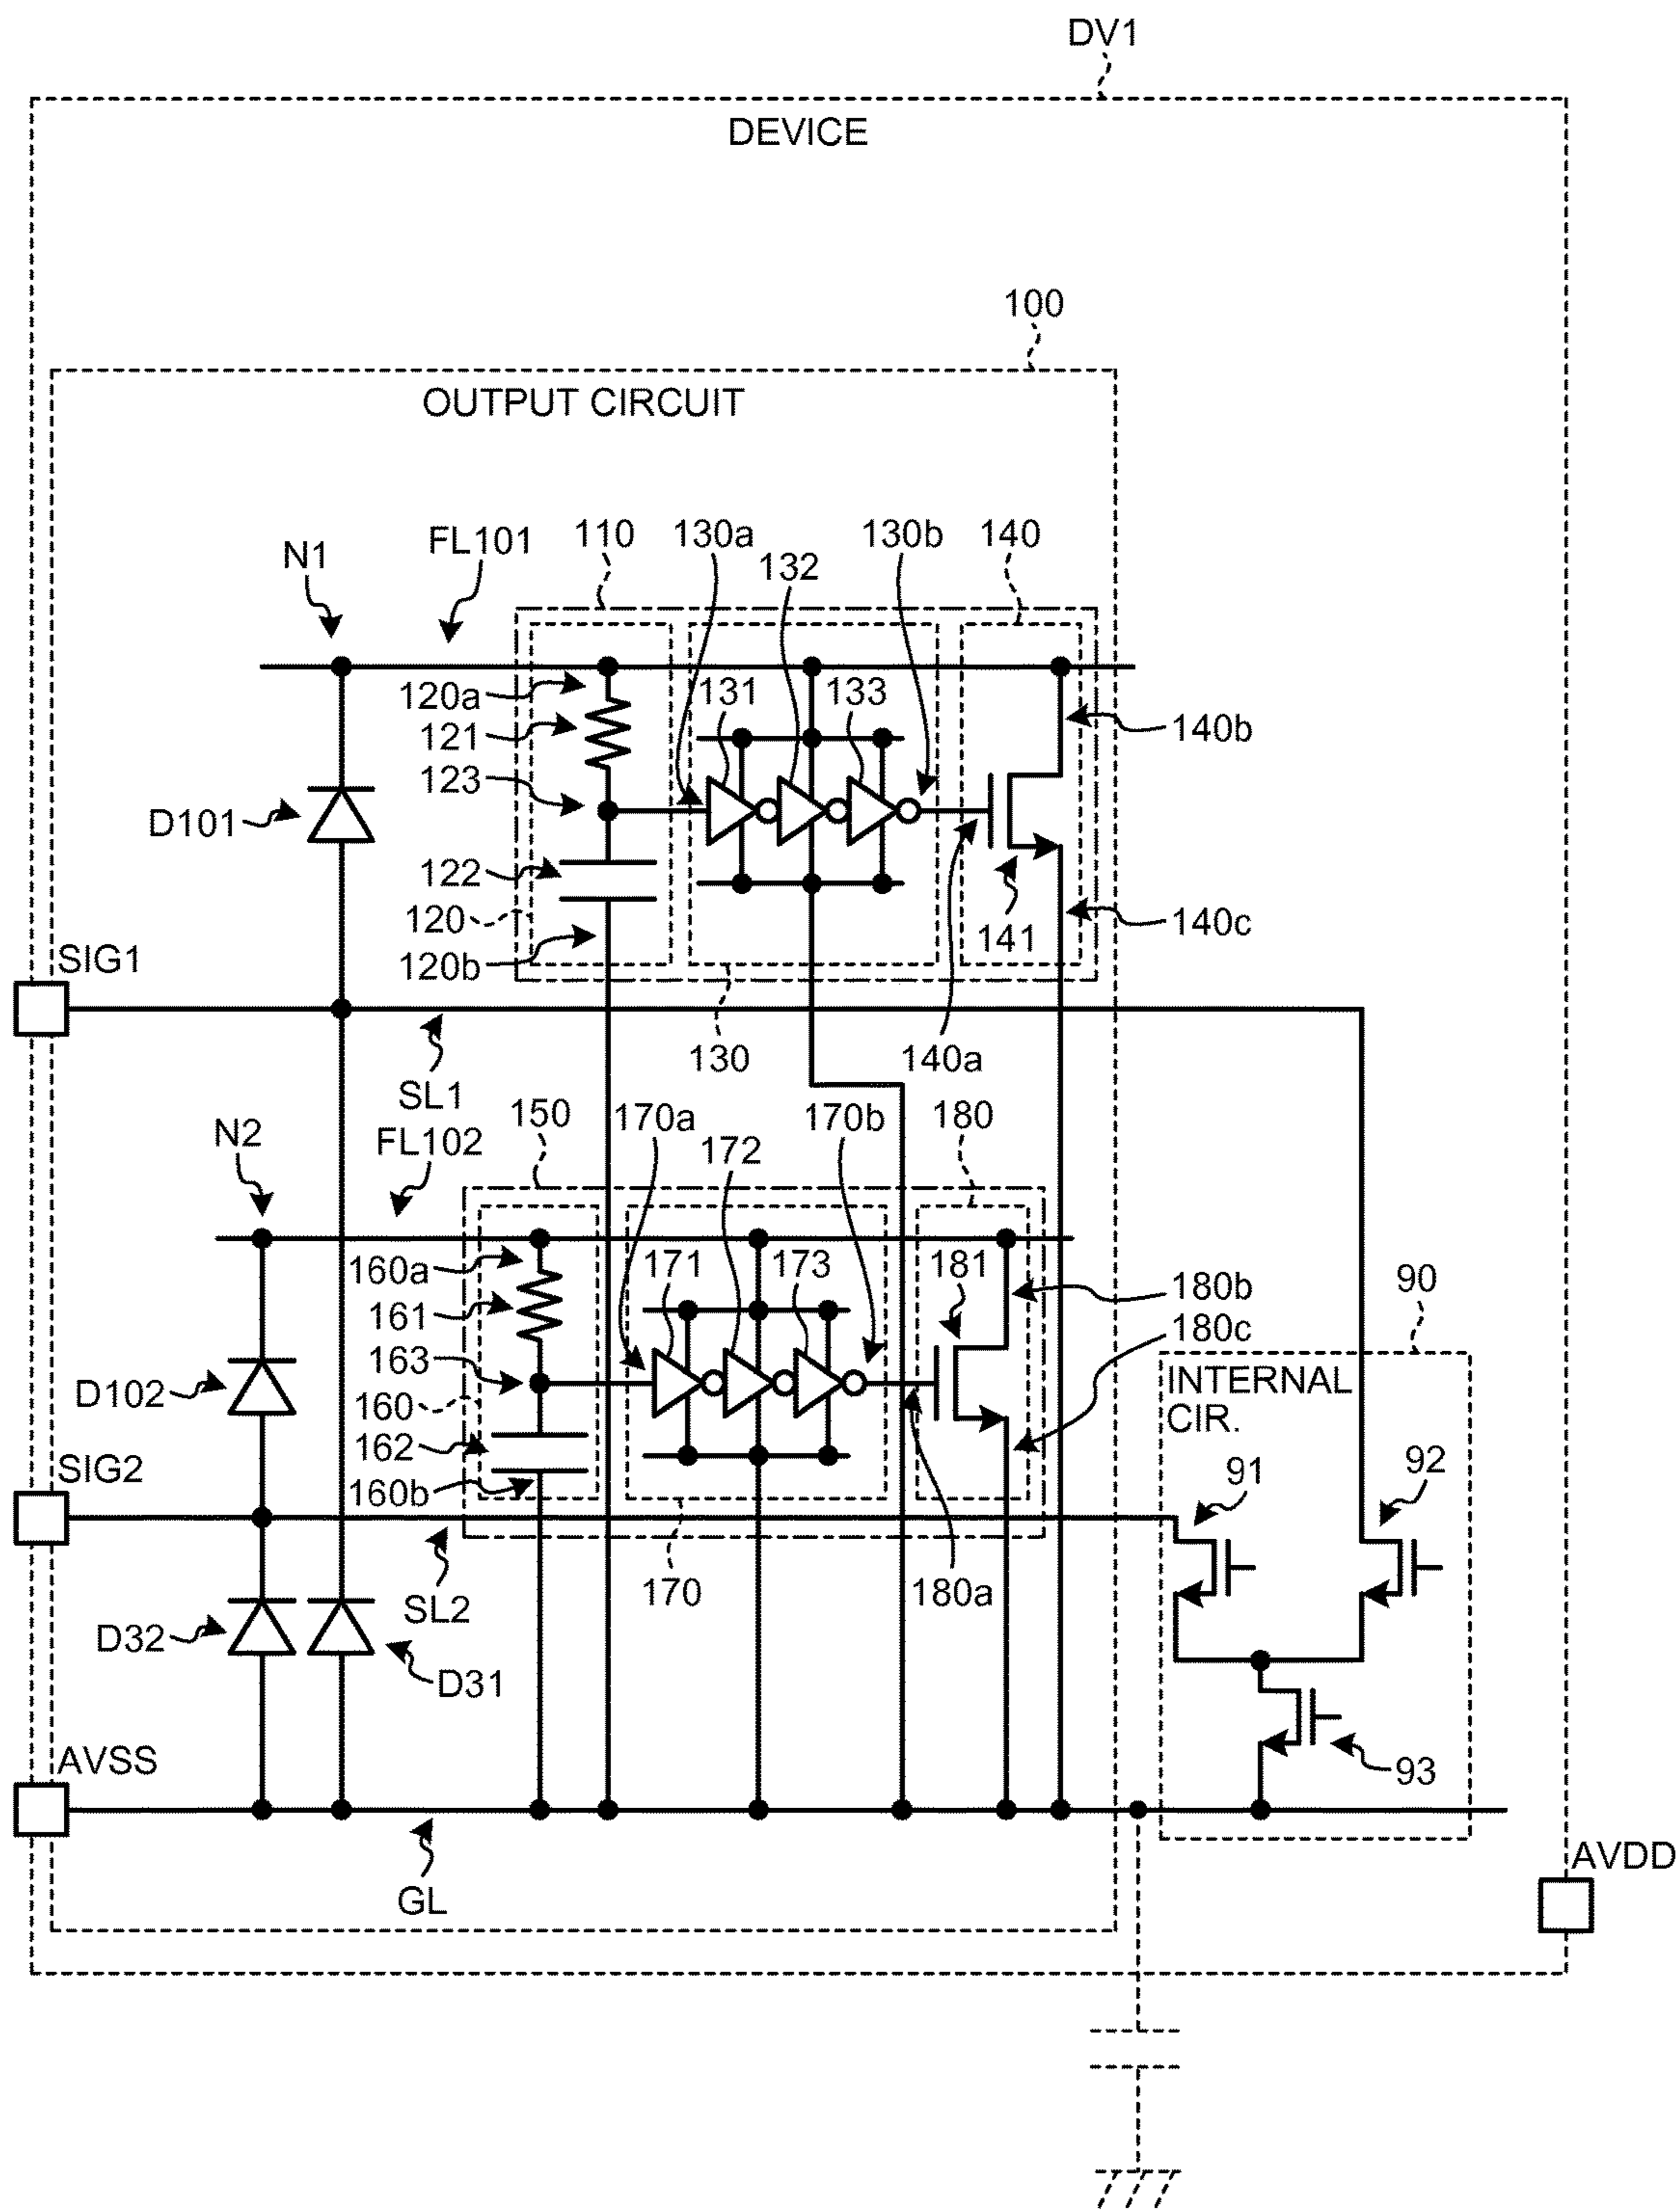 DV1
DEVICE
100
OUTPUT CIRCUIT
N1
FL101
110
130a
132
130b
140
120a
121
123
131
133
140b
D101
122
120
120b
141
140c
SIG1
SL1
130
140a
N2
FL102
150
170a
172
170b
180
160a
161
163
171
173
181
180b
180c
90
D102
160
162
160b
INTERNAL
CIR.
SIG2
91
92
SL2
170
180a
D32
D31
93
AVSS
GL
AVDD